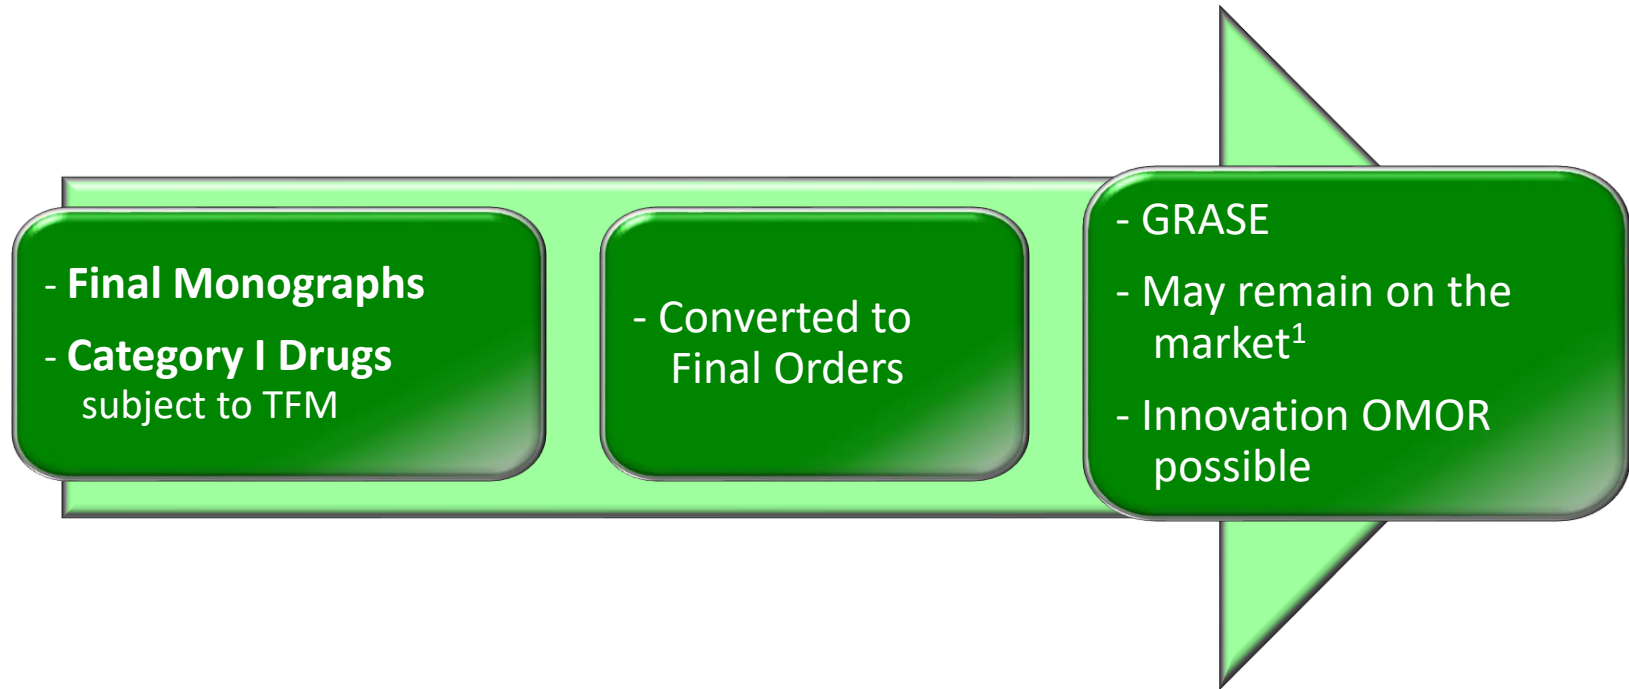 - Final Monographs
- Category I Drugs
subject to TFM
- Converted to
Final Orders
- GRASE
- May remain on the
market¹
- Innovation OMOR
possible